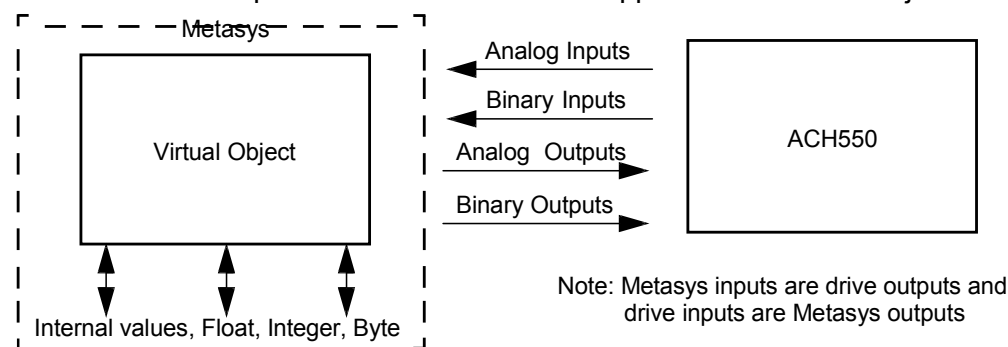 Metasys
Analog Inputs
Binary Inputs
Virtual Object
Analog Outputs
ACH550
Binary Outputs
Note: Metasys inputs are drive outputs and
drive inputs are Metasys outputs
Internal values, Float, Integer, Byte